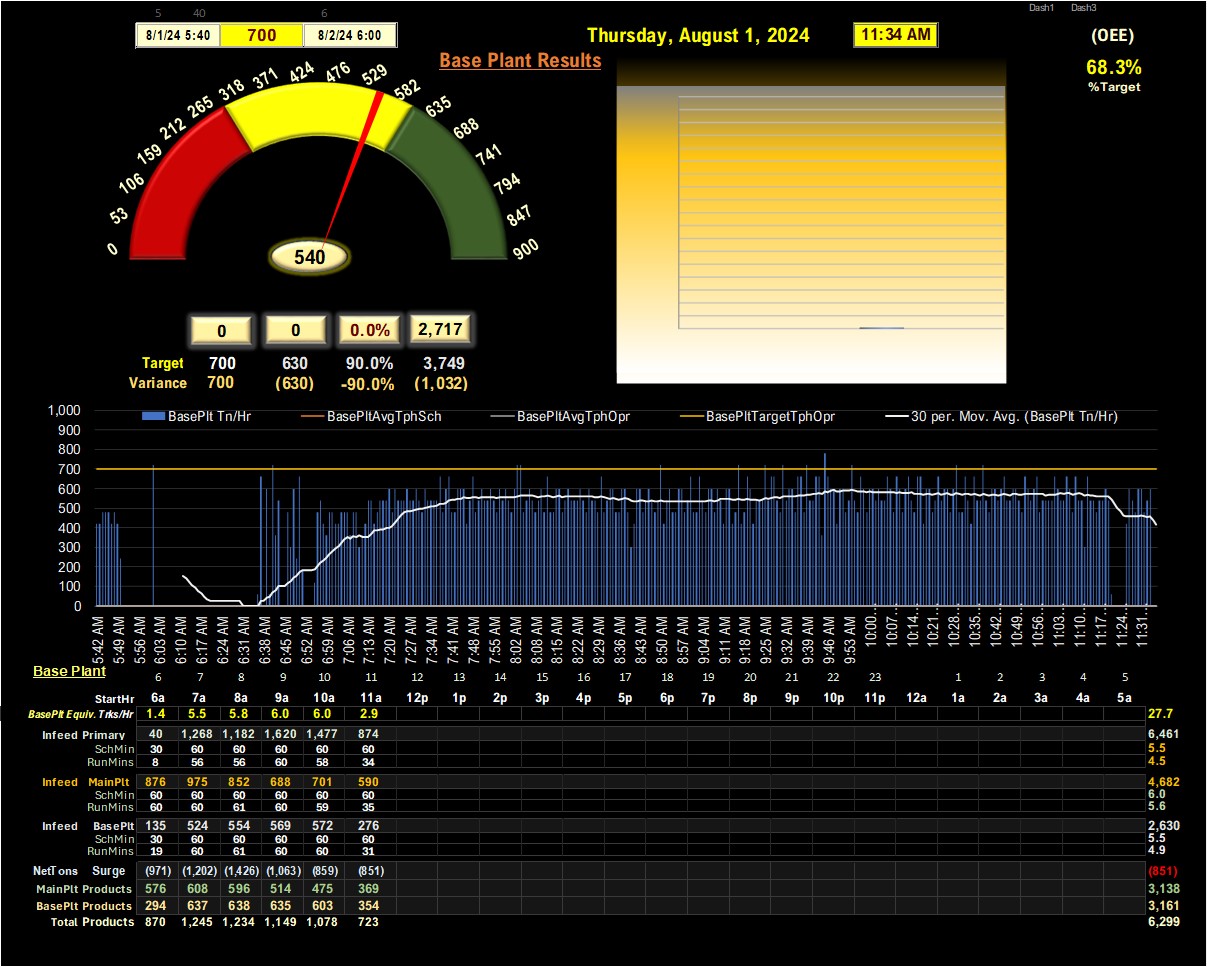 5 40 6 Dash1 Dash3
8/1/24 5:40 700 8/2/24 6:00 Thursday, August 1, 2024 11:34 AM (OEE)
Base Plant Results 68.3%
%Target
0 53 106 159 212 265 318 371 424 476 529 582 635 688 741 794 847 900
540
0 0 0.0% 2,717
Target 700 630 90.0% 3,749
Variance 700 (630) -90.0% (1,032)
BasePlt Tn/Hr BasePltAvgTphSch BasePltAvgTphOpr BasePltTargetTphOpr 30 per. Mov. Avg. (BasePlt Tn/Hr)
1,000
900
800
700
600
500
400
300
200
100
0
5:42 AM 5:49 AM 5:56 AM 6:03 AM 6:10 AM 6:17 AM 6:24 AM 6:31 AM 6:38 AM 6:45 AM 6:52 AM 6:59 AM 7:06 AM 7:13 AM 7:20 AM 7:27 AM 7:34 AM 7:41 AM 7:48 AM 7:55 AM 8:02 AM 8:08 AM 8:15 AM 8:22 AM 8:29 AM 8:36 AM 8:43 AM 8:50 AM 8:57 AM 9:04 AM 9:11 AM 9:18 AM 9:25 AM 9:32 AM 9:39 AM 9:46 AM 9:53 AM 10:00… 10:07… 10:14… 10:21… 10:28… 10:35… 10:42… 10:49… 10:56… 11:03… 11:10… 11:17… 11:24… 11:31…
Base Plant 6 7 8 9 10 11 12 13 14 15 16 17 18 19 20 21 22 23 1 2 3 4 5
StartHr 6a 7a 8a 9a 10a 11a 12p 1p 2p 3p 4p 5p 6p 7p 8p 9p 10p 11p 12a 1a 2a 3a 4a 5a
BasePlt Equiv. Trks/Hr 1.4 5.5 5.8 6.0 6.0 2.9 27.7
Infeed Primary 40 1,268 1,182 1,620 1,477 874 6,461
SchMin 30 60 60 60 60 60 5.5
RunMins 8 56 56 60 58 34 4.5
Infeed MainPlt 876 975 852 688 701 590 4,682
SchMin 60 60 60 60 60 60 6.0
RunMins 60 60 61 60 59 35 5.6
Infeed BasePlt 135 524 554 569 572 276 2,630
SchMin 30 60 60 60 60 60 5.5
RunMins 19 60 61 60 60 31 4.9
NetTons Surge (971) (1,202) (1,426) (1,063) (859) (851) (851)
MainPlt Products 576 608 596 514 475 369 3,138
BasePlt Products 294 637 638 635 603 354 3,161
Total Products 870 1,245 1,234 1,149 1,078 723 6,299